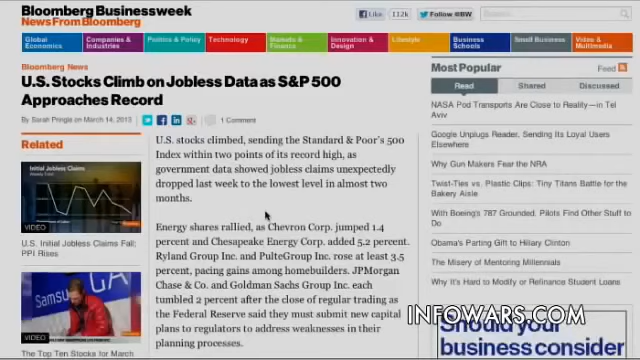 Bloomberg Businessweek
News From Bloomberg
Like
112k
Follow @BW
Search
Global Economics
Companies & Industries
Politics & Policy
Technology
Markets & Finance
Innovation & Design
Lifestyle
Business Schools
Small Business
Video & Multimedia
Bloomberg News
U.S. Stocks Climb on Jobless Data as S&P 500
Approaches Record
By Sarah Pringle on March 14, 2013
1 Comment
Related
Initial Jobless Claims
VIDEO
U.S. Initial Jobless Claims Fall;
PPI Rises
Samsung
VIDEO
The Top Ten Stocks for March
U.S. stocks climbed, sending the Standard & Poor's 500
Index within two points of its record high, as
government data showed jobless claims unexpectedly
dropped last week to the lowest level in almost two
months.
Energy shares rallied, as Chevron Corp. jumped 1.4
percent and Chesapeake Energy Corp. added 5.2 percent.
Ryland Group Inc. and PulteGroup Inc. rose at least 3.5
percent, pacing gains among homebuilders. JPMorgan
Chase & Co. and Goldman Sachs Group Inc. each
tumbled 2 percent after the close of regular trading as
the Federal Reserve said they must submit new capital
plans to regulators to address weaknesses in their
planning processes.
Most Popular
Feed
Read
Shared
Discussed
NASA Pod Transports Are Close to Reality—in Tel
Aviv
Google Unplugs Reader, Sending Its Loyal Users
Elsewhere
Why Gun Makers Fear the NRA
Twist-Ties vs. Plastic Clips: Tiny Titans Battle for the
Bakery Aisle
With Boeing's 787 Grounded, Pilots Find Other Stuff to
Do
Obama's Parting Gift to Hillary Clinton
The Misery of Mentoring Millennials
Why It's Hard to Modify or Refinance Student Loans
INFOWARS.COM
Should your
business consider